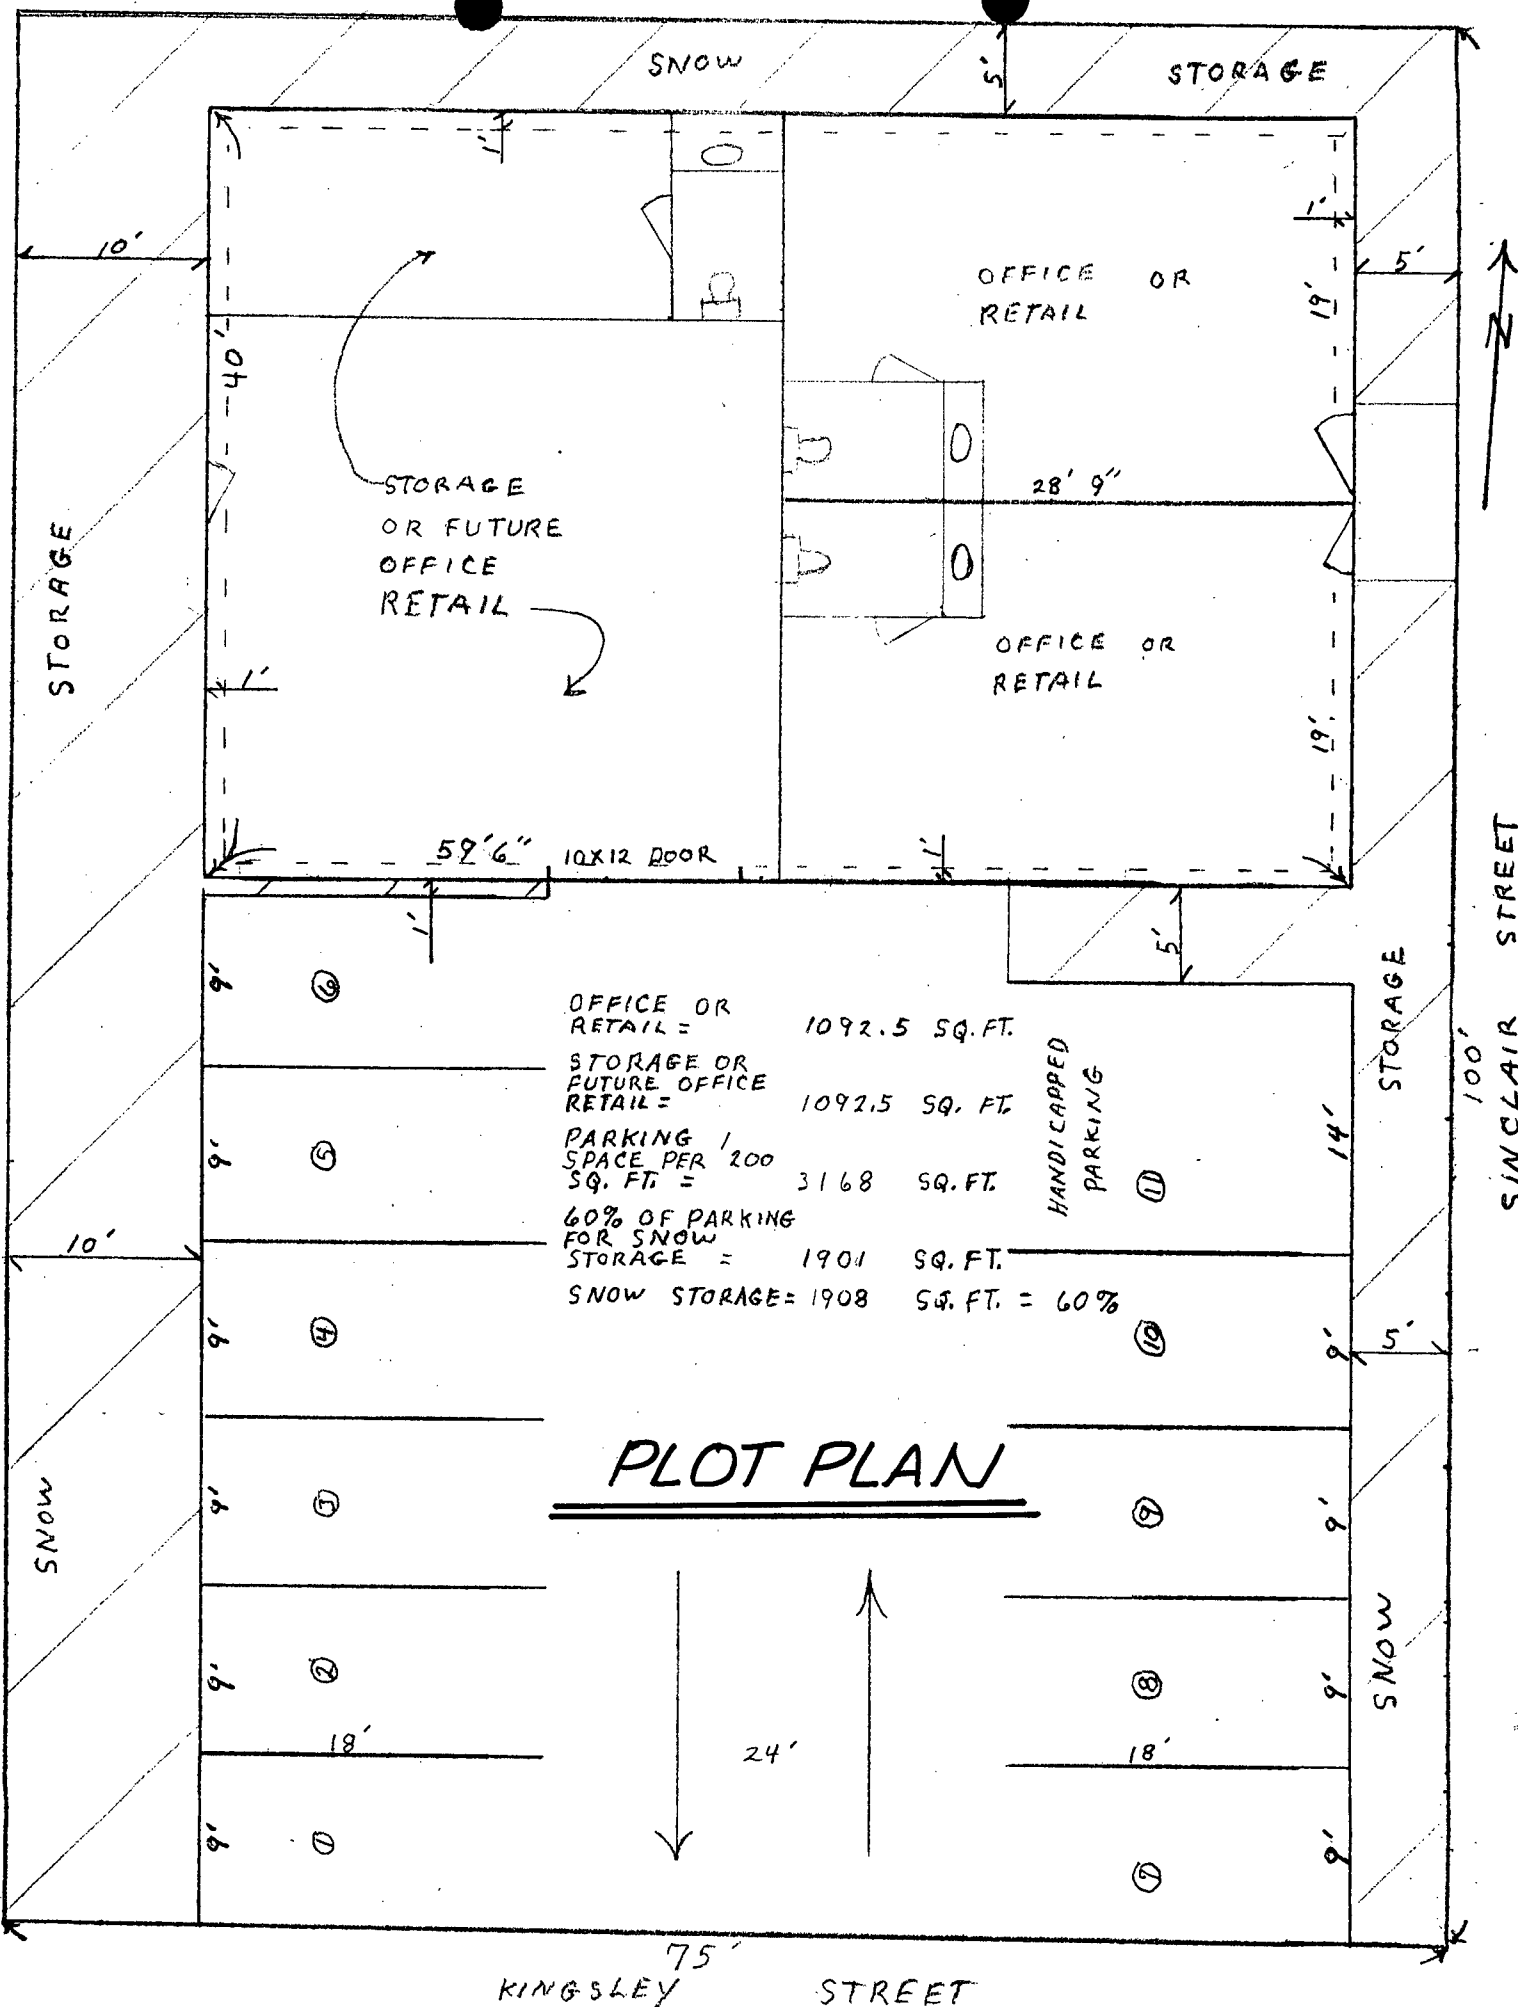 SNOW STORAGE
5'
1'
10'
1'
5'
OFFICE OR
RETAIL
19'
N
40'
STORAGE
OR FUTURE
OFFICE
RETAIL
28' 9"
STORAGE
OFFICE OR
RETAIL
1'
19'
59'6" 10X12 DOOR
1'
1'
5'
STORAGE
100'
SINCLAIR STREET
9' 6
OFFICE OR
RETAIL = 1092.5 SQ.FT.
STORAGE OR
FUTURE OFFICE
RETAIL = 1092.5 SQ. FT.
PARKING 1
SPACE PER 200
SQ. FT. = 3168 SQ.FT.
60% OF PARKING
FOR SNOW
STORAGE = 1901 SQ.FT.
SNOW STORAGE = 1908 SQ.FT. = 60%
HANDICAPPED
PARKING
11
14'
9' 5
10'
9' 4
10 9'
5'
PLOT PLAN
SNOW
9' 3
9 9'
9' 2
8 9'
SNOW
18'
24'
18'
9' 1
7 9'
75'
KINGSLEY STREET